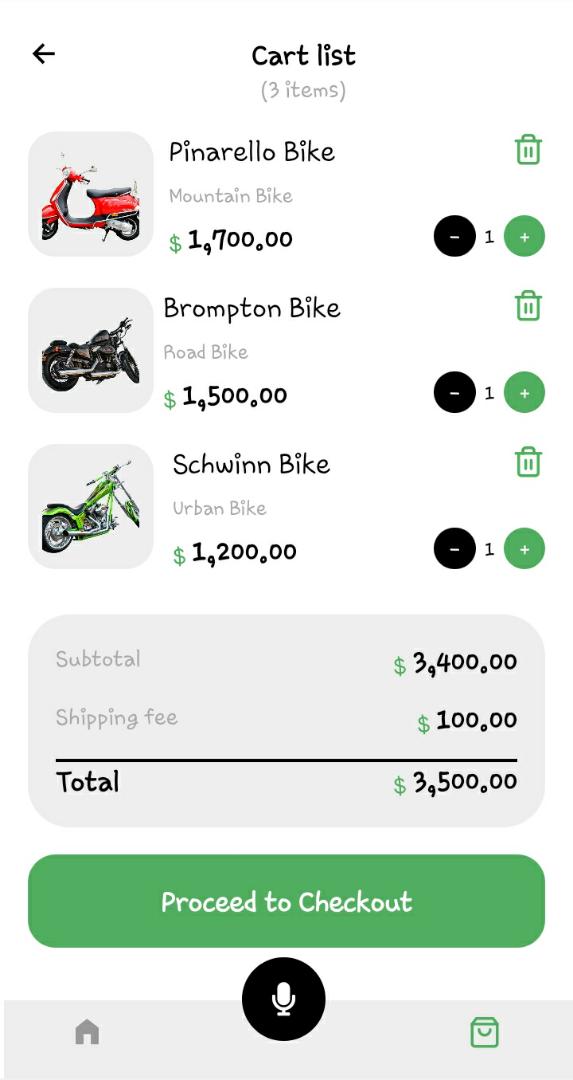 Cart list
(3 items)
Pinarello Bike
Mountain Bike
$ 1,700.00
- 1 +
Brompton Bike
Road Bike
$ 1,500.00
- 1 +
Schwinn Bike
Urban Bike
$ 1,200.00
- 1 +
Subtotal $ 3,400.00
Shipping fee $ 100.00
Total $ 3,500.00
Proceed to Checkout